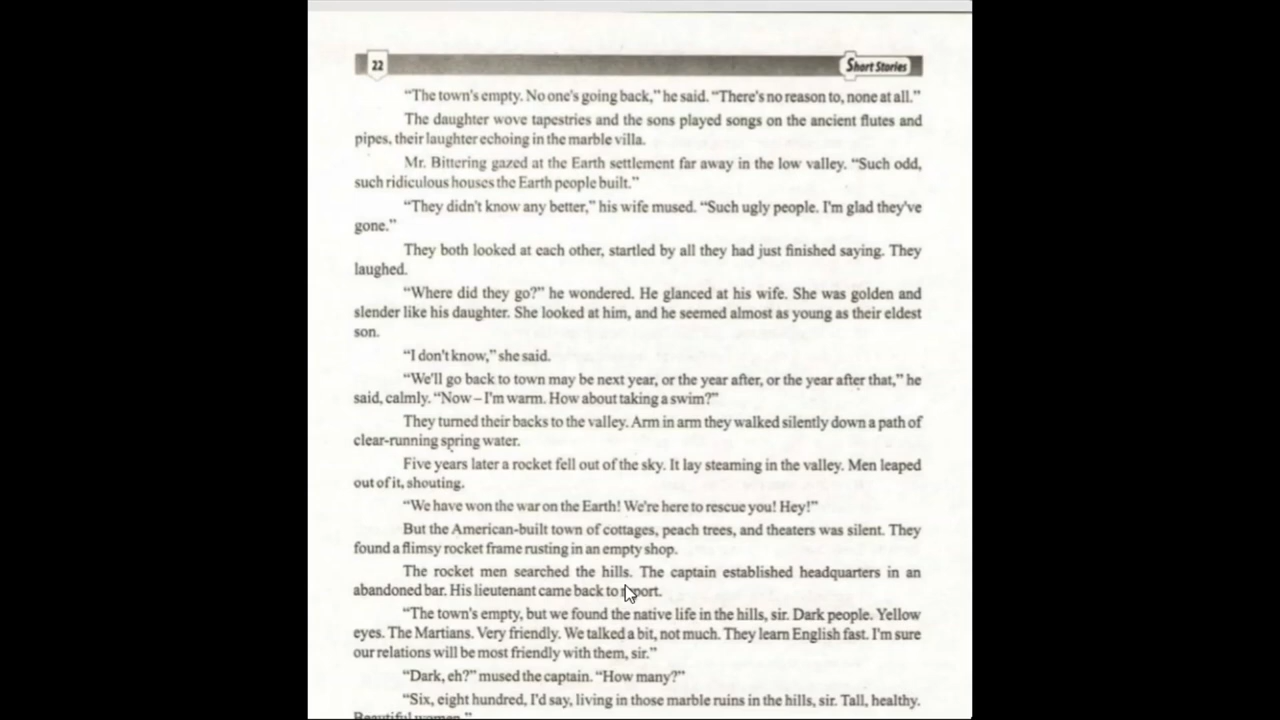 22
Short Stories
"The town's empty. No one's going back," he said. "There's no reason to, none at all."
The daughter wove tapestries and the sons played songs on the ancient flutes and
pipes, their laughter echoing in the marble villa.
Mr. Bittering gazed at the Earth settlement far away in the low valley. "Such odd,
such ridiculous houses the Earth people built."
"They didn't know any better," his wife mused. "Such ugly people. I'm glad they've
gone."
They both looked at each other, startled by all they had just finished saying. They
laughed.
"Where did they go?" he wondered. He glanced at his wife. She was golden and
slender like his daughter. She looked at him, and he seemed almost as young as their eldest
son.
"I don't know," she said.
"We'll go back to town may be next year, or the year after, or the year after that," he
said, calmly. "Now – I'm warm. How about taking a swim?"
They turned their backs to the valley. Arm in arm they walked silently down a path of
clear-running spring water.
Five years later a rocket fell out of the sky. It lay steaming in the valley. Men leaped
out of it, shouting.
"We have won the war on the Earth! We're here to rescue you! Hey!"
But the American-built town of cottages, peach trees, and theaters was silent. They
found a flimsy rocket frame rusting in an empty shop.
The rocket men searched the hills. The captain established headquarters in an
abandoned bar. His lieutenant came back to report.
"The town's empty, but we found the native life in the hills, sir. Dark people. Yellow
eyes. The Martians. Very friendly. We talked a bit, not much. They learn English fast. I'm sure
our relations will be most friendly with them, sir."
"Dark, eh?" mused the captain. "How many?"
"Six, eight hundred, I'd say, living in those marble ruins in the hills, sir. Tall, healthy.
Beautiful women."